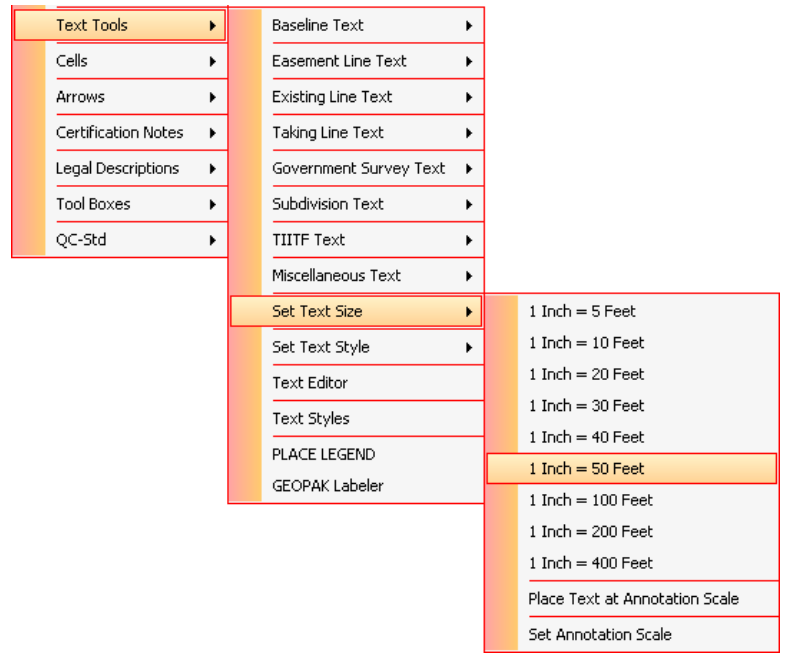 Text Tools
Cells
Arrows
Certification Notes
Legal Descriptions
Tool Boxes
QC-Std
Baseline Text
Easement Line Text
Existing Line Text
Taking Line Text
Government Survey Text
Subdivision Text
TIITF Text
Miscellaneous Text
Set Text Size
Set Text Style
Text Editor
Text Styles
PLACE LEGEND
GEOPAK Labeler
1 Inch = 5 Feet
1 Inch = 10 Feet
1 Inch = 20 Feet
1 Inch = 30 Feet
1 Inch = 40 Feet
1 Inch = 50 Feet
1 Inch = 100 Feet
1 Inch = 200 Feet
1 Inch = 400 Feet
Place Text at Annotation Scale
Set Annotation Scale